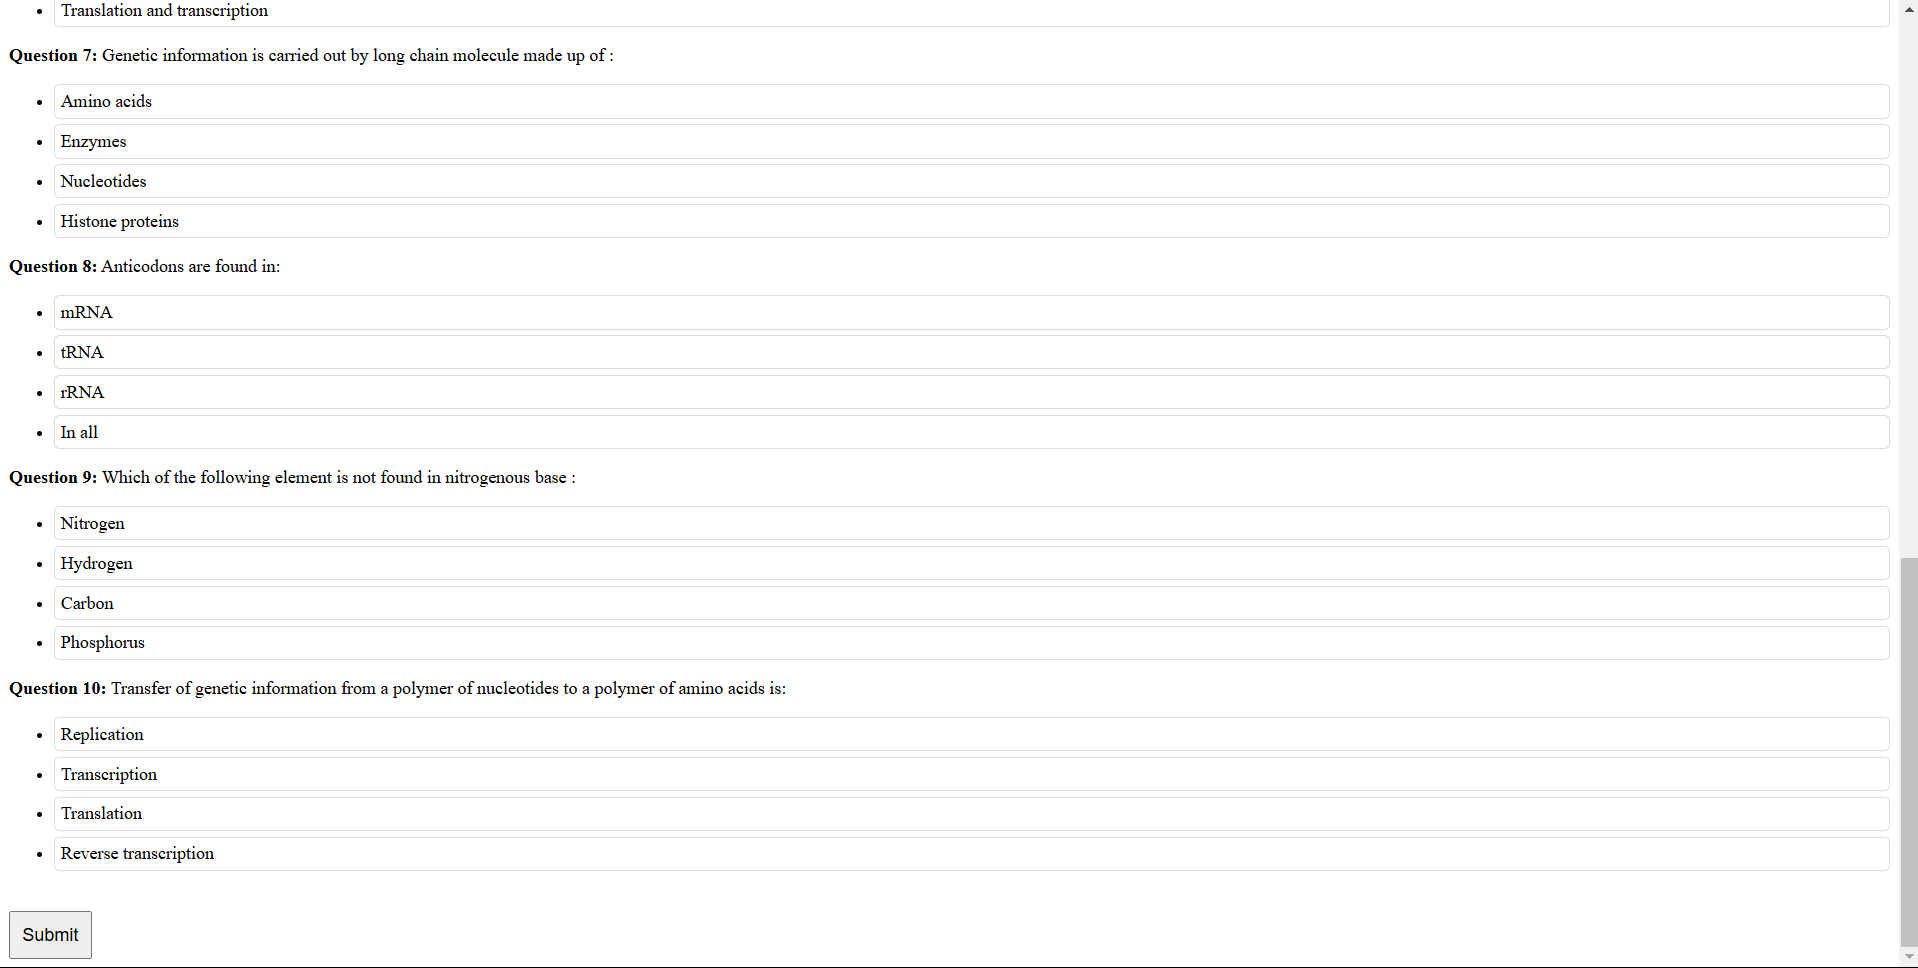 Translation and transcription
Question 7: Genetic information is carried out by long chain molecule made up of :
Amino acids
Enzymes
Nucleotides
Histone proteins
Question 8: Anticodons are found in:
mRNA
tRNA
rRNA
In all
Question 9: Which of the following element is not found in nitrogenous base :
Nitrogen
Hydrogen
Carbon
Phosphorus
Question 10: Transfer of genetic information from a polymer of nucleotides to a polymer of amino acids is:
Replication
Transcription
Translation
Reverse transcription
Submit